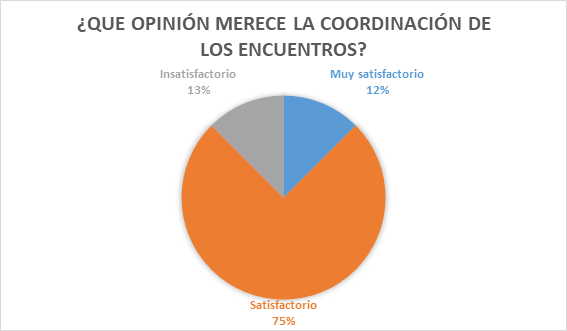 ¿QUE OPINIÓN MERECE LA COORDINACIÓN DE
LOS ENCUENTROS?
Insatisfactorio
13%
Muy satisfactorio
12%
Satisfactorio
75%